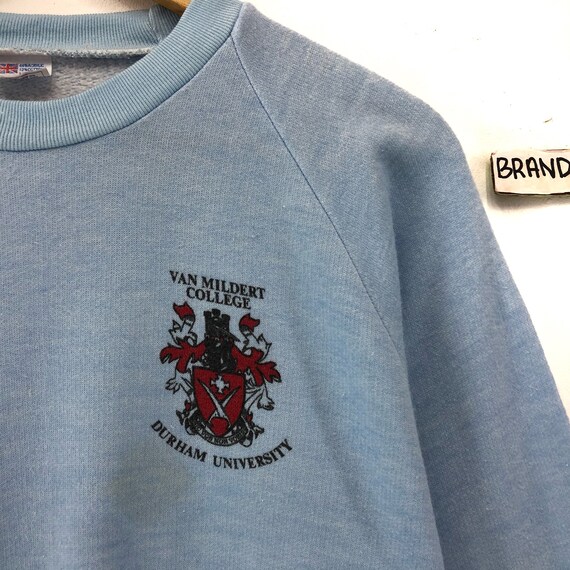 VAN MILDERT
COLLEGE
DURHAM UNIVERSITY
BRAND